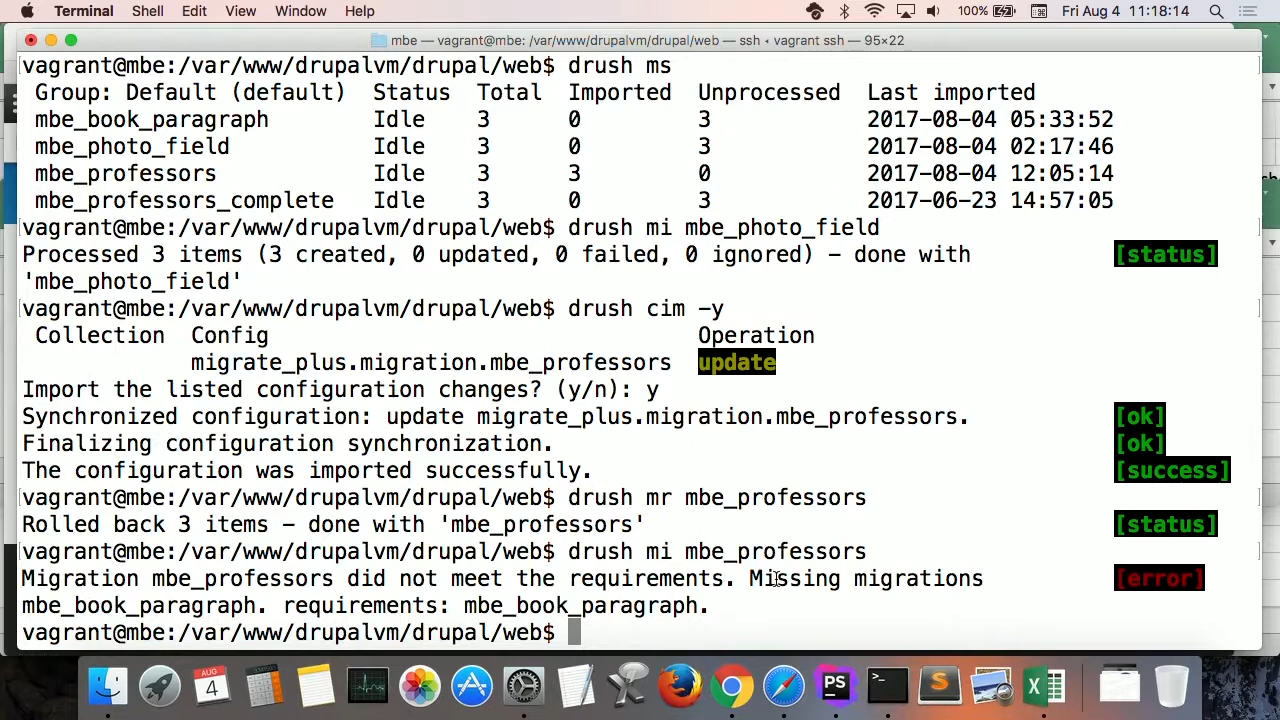 Terminal Shell Edit View Window Help 100% Fri Aug 4 11:18:14
mbe — vagrant@mbe: /var/www/drupalvm/drupal/web — ssh ‹ vagrant ssh — 95×22
vagrant@mbe:/var/www/drupalvm/drupal/web$ drush ms
Group: Default (default) Status Total Imported Unprocessed Last imported
mbe_book_paragraph Idle 3 0 3 2017-08-04 05:33:52
mbe_photo_field Idle 3 0 3 2017-08-04 02:17:46
mbe_professors Idle 3 3 0 2017-08-04 12:05:14
mbe_professors_complete Idle 3 0 3 2017-06-23 14:57:05
vagrant@mbe:/var/www/drupalvm/drupal/web$ drush mi mbe_photo_field
Processed 3 items (3 created, 0 updated, 0 failed, 0 ignored) – done with [status]
'mbe_photo_field'
vagrant@mbe:/var/www/drupalvm/drupal/web$ drush cim –y
Collection Config Operation
migrate_plus.migration.mbe_professors update
Import the listed configuration changes? (y/n): y
Synchronized configuration: update migrate_plus.migration.mbe_professors. [ok]
Finalizing configuration synchronization. [ok]
The configuration was imported successfully. [success]
vagrant@mbe:/var/www/drupalvm/drupal/web$ drush mr mbe_professors
Rolled back 3 items – done with 'mbe_professors' [status]
vagrant@mbe:/var/www/drupalvm/drupal/web$ drush mi mbe_professors
Migration mbe_professors did not meet the requirements. Missing migrations [error]
mbe_book_paragraph. requirements: mbe_book_paragraph.
vagrant@mbe:/var/www/drupalvm/drupal/web$
AUG
4
PS
>_
S